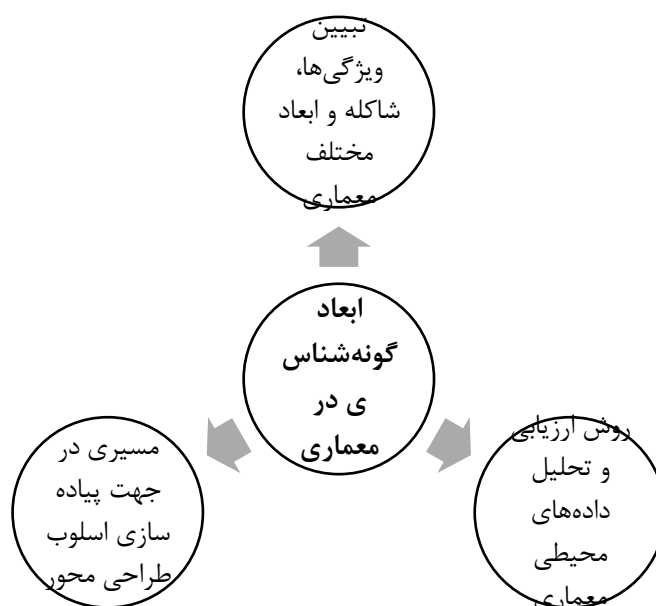 تبیین
ویژگی‌ها،
شاکله و ابعاد
مختلف
معماری
ابعاد
گونه‌شناس
ی در
معماری
مسیری در
جهت پیاده
سازی اسلوب
طراحی محور
روش ارزیابی
و تحلیل
داده‌های
محیطی
معماری